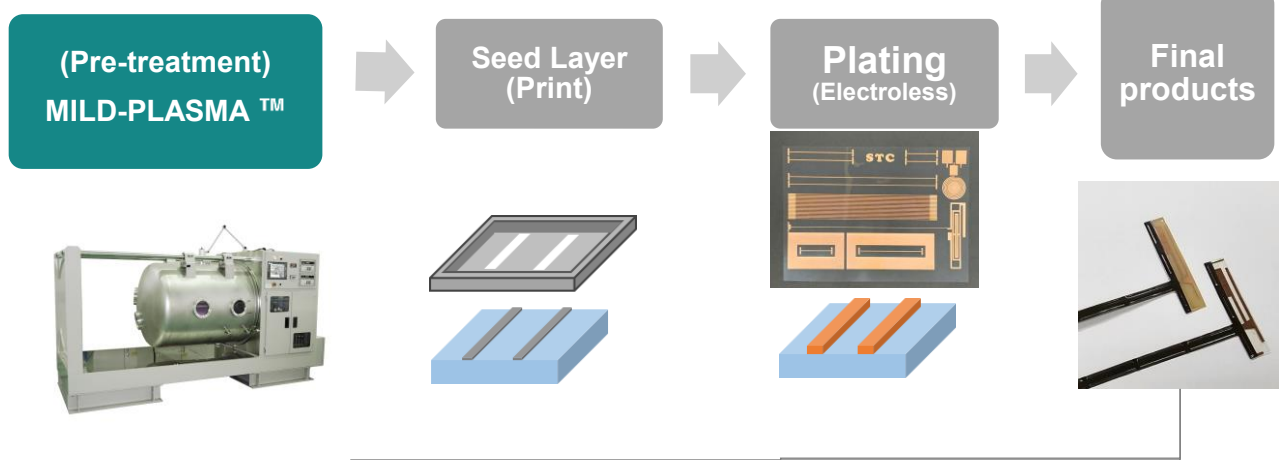 (Pre-treatment)
MILD-PLASMA ™
Seed Layer
(Print)
Plating
(Electroless)
Final
products
STC